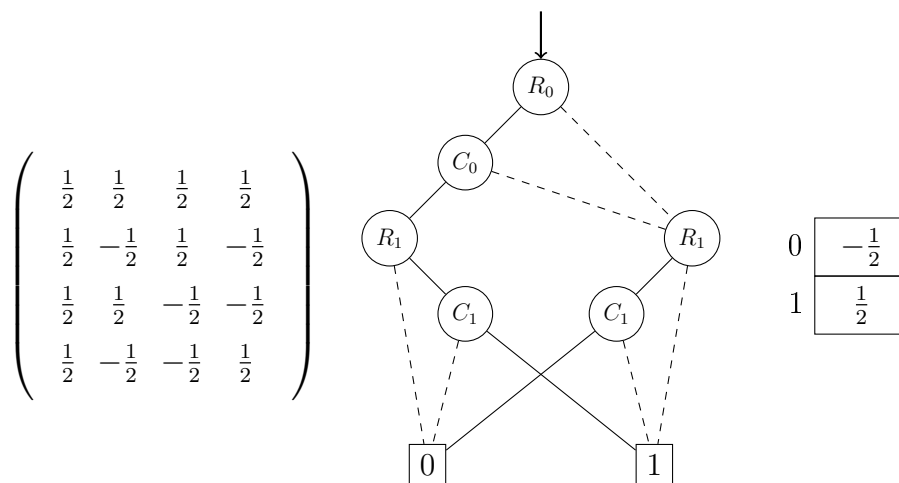 R₀
C₀
½ ½ ½ ½
½ −½ ½ −½
½ ½ −½ −½
½ −½ −½ ½
R₁ R₁
C₁ C₁
0 1
0 −½
1 ½